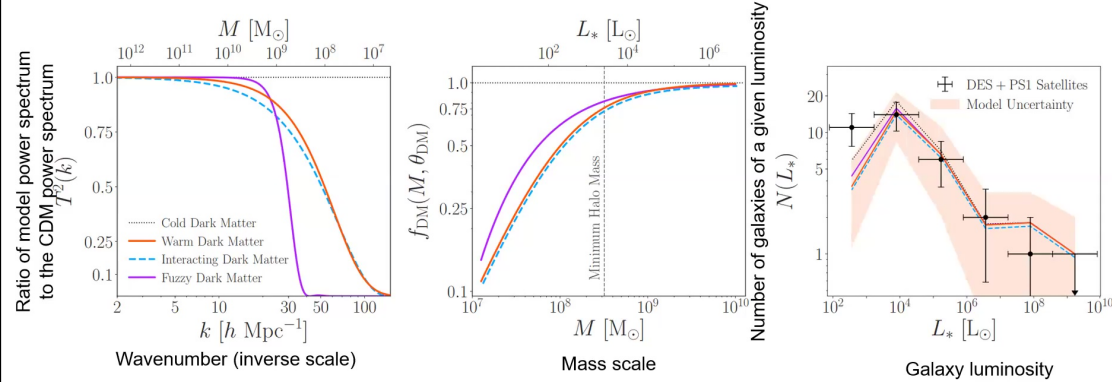 Ratio of model power spectrum
to the CDM power spectrum
T²(k)
M [M⊙]
10¹² 10¹¹ 10¹⁰ 10⁹ 10⁸ 10⁷
1.0
0.75
0.5
0.25
0.1
Cold Dark Matter
Warm Dark Matter
Interacting Dark Matter
Fuzzy Dark Matter
2 5 10 30 50 100
k [h Mpc⁻¹]
Wavenumber (inverse scale)
L∗ [L⊙]
10² 10⁴ 10⁶
f_DM(M, θ_DM)
1.0
0.75
0.5
0.25
0.1
Minimum Halo Mass
10⁷ 10⁸ 10⁹ 10¹⁰
M [M⊙]
Mass scale
Number of galaxies of a given luminosity
N(L∗)
20
10
5
1
DES + PS1 Satellites
Model Uncertainty
10² 10⁴ 10⁶ 10⁸ 10¹⁰
L∗ [L⊙]
Galaxy luminosity